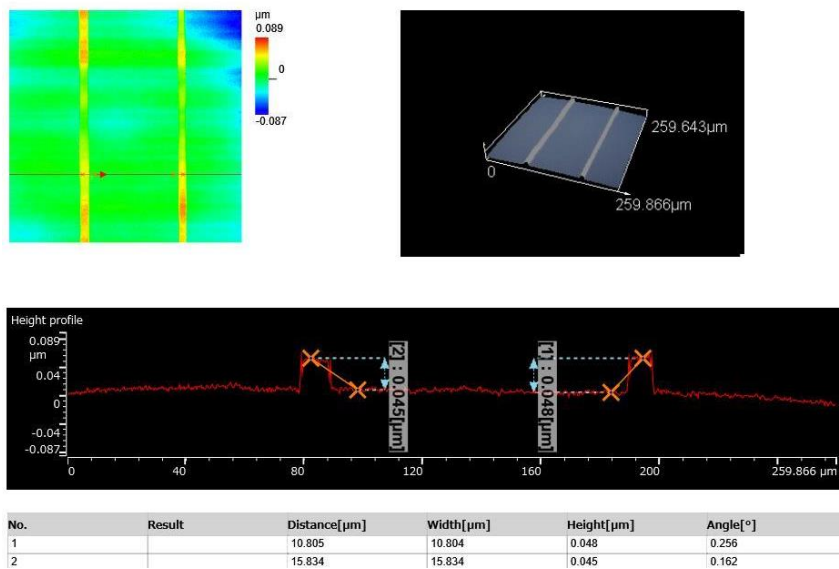 µm
0.089
0
-0.087
259.643µm
0
259.866µm
Height profile
0.089
µm
0.04
0
-0.04
-0.087
[2] : 0.045[µm]
[1] : 0.048[µm]
0 40 80 120 160 200 259.866 µm
No. Result Distance[µm] Width[µm] Height[µm] Angle[°]
1 10.805 10.804 0.048 0.256
2 15.834 15.834 0.045 0.162